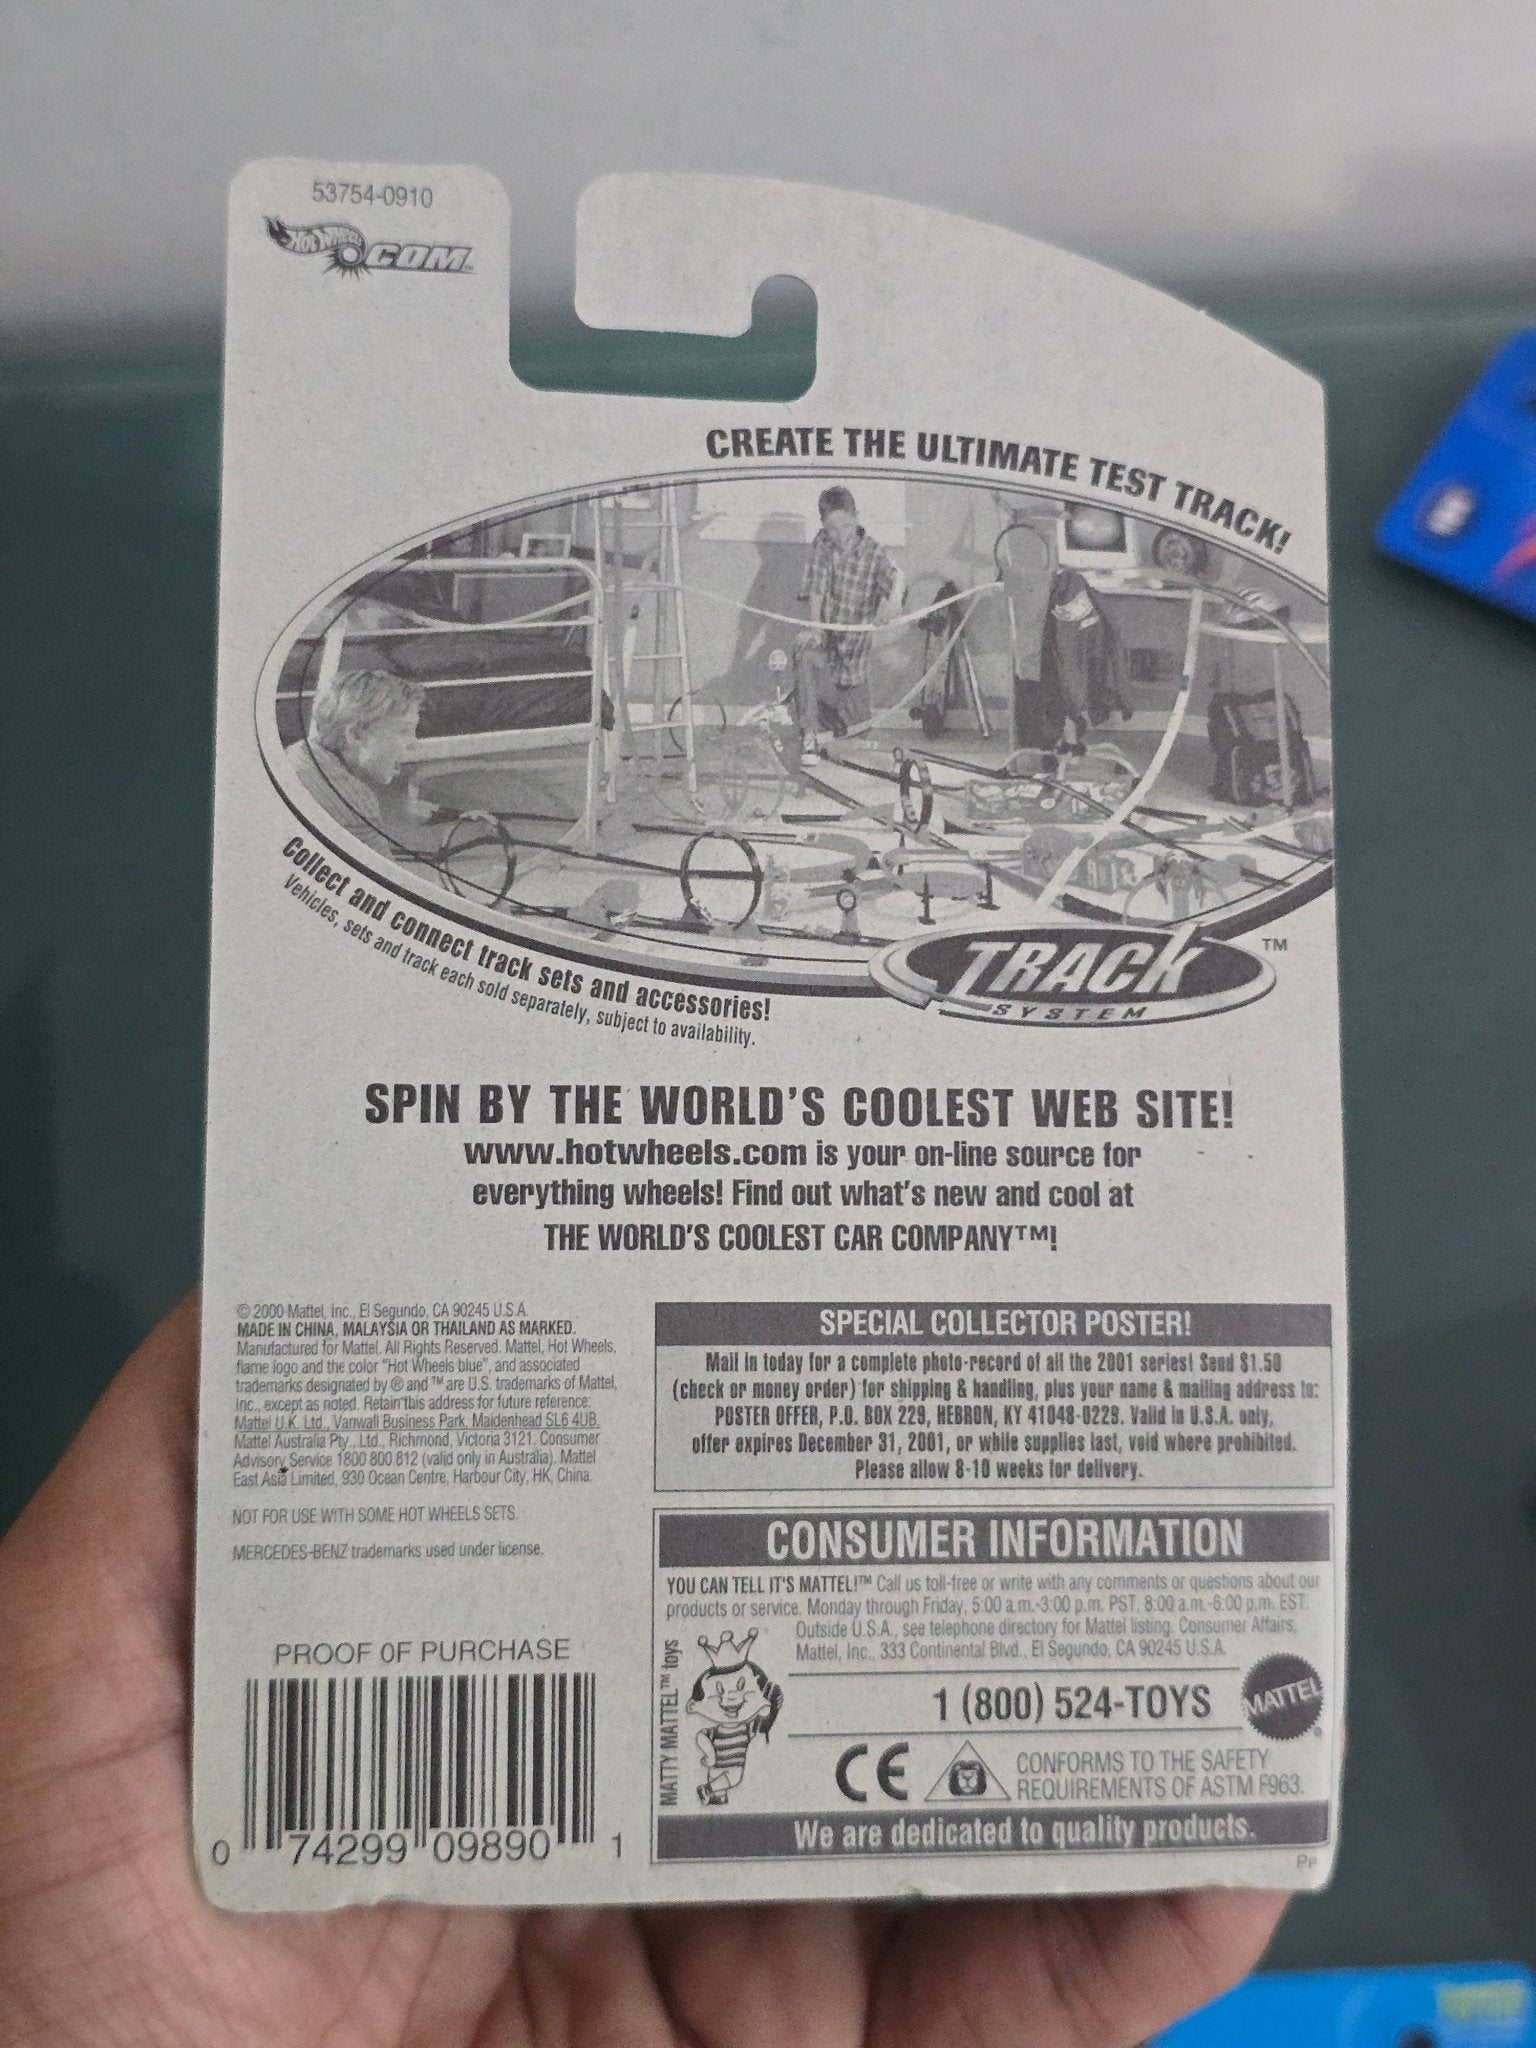 53754-0910
HOT WHEELS.COM™
CREATE THE ULTIMATE TEST TRACK!
Collect and connect track sets and accessories!
Vehicles, sets and track each sold separately, subject to availability.
TRACK™
SYSTEM
SPIN BY THE WORLD'S COOLEST WEB SITE!
www.hotwheels.com is your on-line source for
everything wheels! Find out what's new and cool at
THE WORLD'S COOLEST CAR COMPANY™!
© 2000 Mattel, Inc., El Segundo, CA 90245 U.S.A.
MADE IN CHINA, MALAYSIA OR THAILAND AS MARKED.
Manufactured for Mattel. All Rights Reserved. Mattel, Hot Wheels,
flame logo and the color "Hot Wheels blue", and associated
trademarks designated by ® and ™ are U.S. trademarks of Mattel,
Inc., except as noted. Retain this address for future reference:
Mattel U.K. Ltd., Vanwall Business Park, Maidenhead SL6 4UB.
Mattel Australia Pty., Ltd., Richmond, Victoria 3121. Consumer
Advisory Service 1800 800 812 (valid only in Australia). Mattel
East Asia Limited, 930 Ocean Centre, Harbour City, HK, China.
NOT FOR USE WITH SOME HOT WHEELS SETS.
MERCEDES-BENZ trademarks used under license.
PROOF OF PURCHASE
0 74299 09890 1
SPECIAL COLLECTOR POSTER!
Mail in today for a complete photo-record of all the 2001 series! Send $1.50
(check or money order) for shipping & handling, plus your name & mailing address to:
POSTER OFFER, P.O. BOX 229, HEBRON, KY 41048-0229. Valid in U.S.A. only,
offer expires December 31, 2001, or while supplies last, void where prohibited.
Please allow 8-10 weeks for delivery.
CONSUMER INFORMATION
YOU CAN TELL IT'S MATTEL!™ Call us toll-free or write with any comments or questions about our
products or service. Monday through Friday, 5:00 a.m.-3:00 p.m. PST, 8:00 a.m.-6:00 p.m. EST.
Outside U.S.A., see telephone directory for Mattel listing. Consumer Affairs,
Mattel, Inc., 333 Continental Blvd., El Segundo, CA 90245 U.S.A.
MATTY MATTEL™ toys
1 (800) 524-TOYS
MATTEL
CE
CONFORMS TO THE SAFETY
REQUIREMENTS OF ASTM F963.
We are dedicated to quality products.
PP